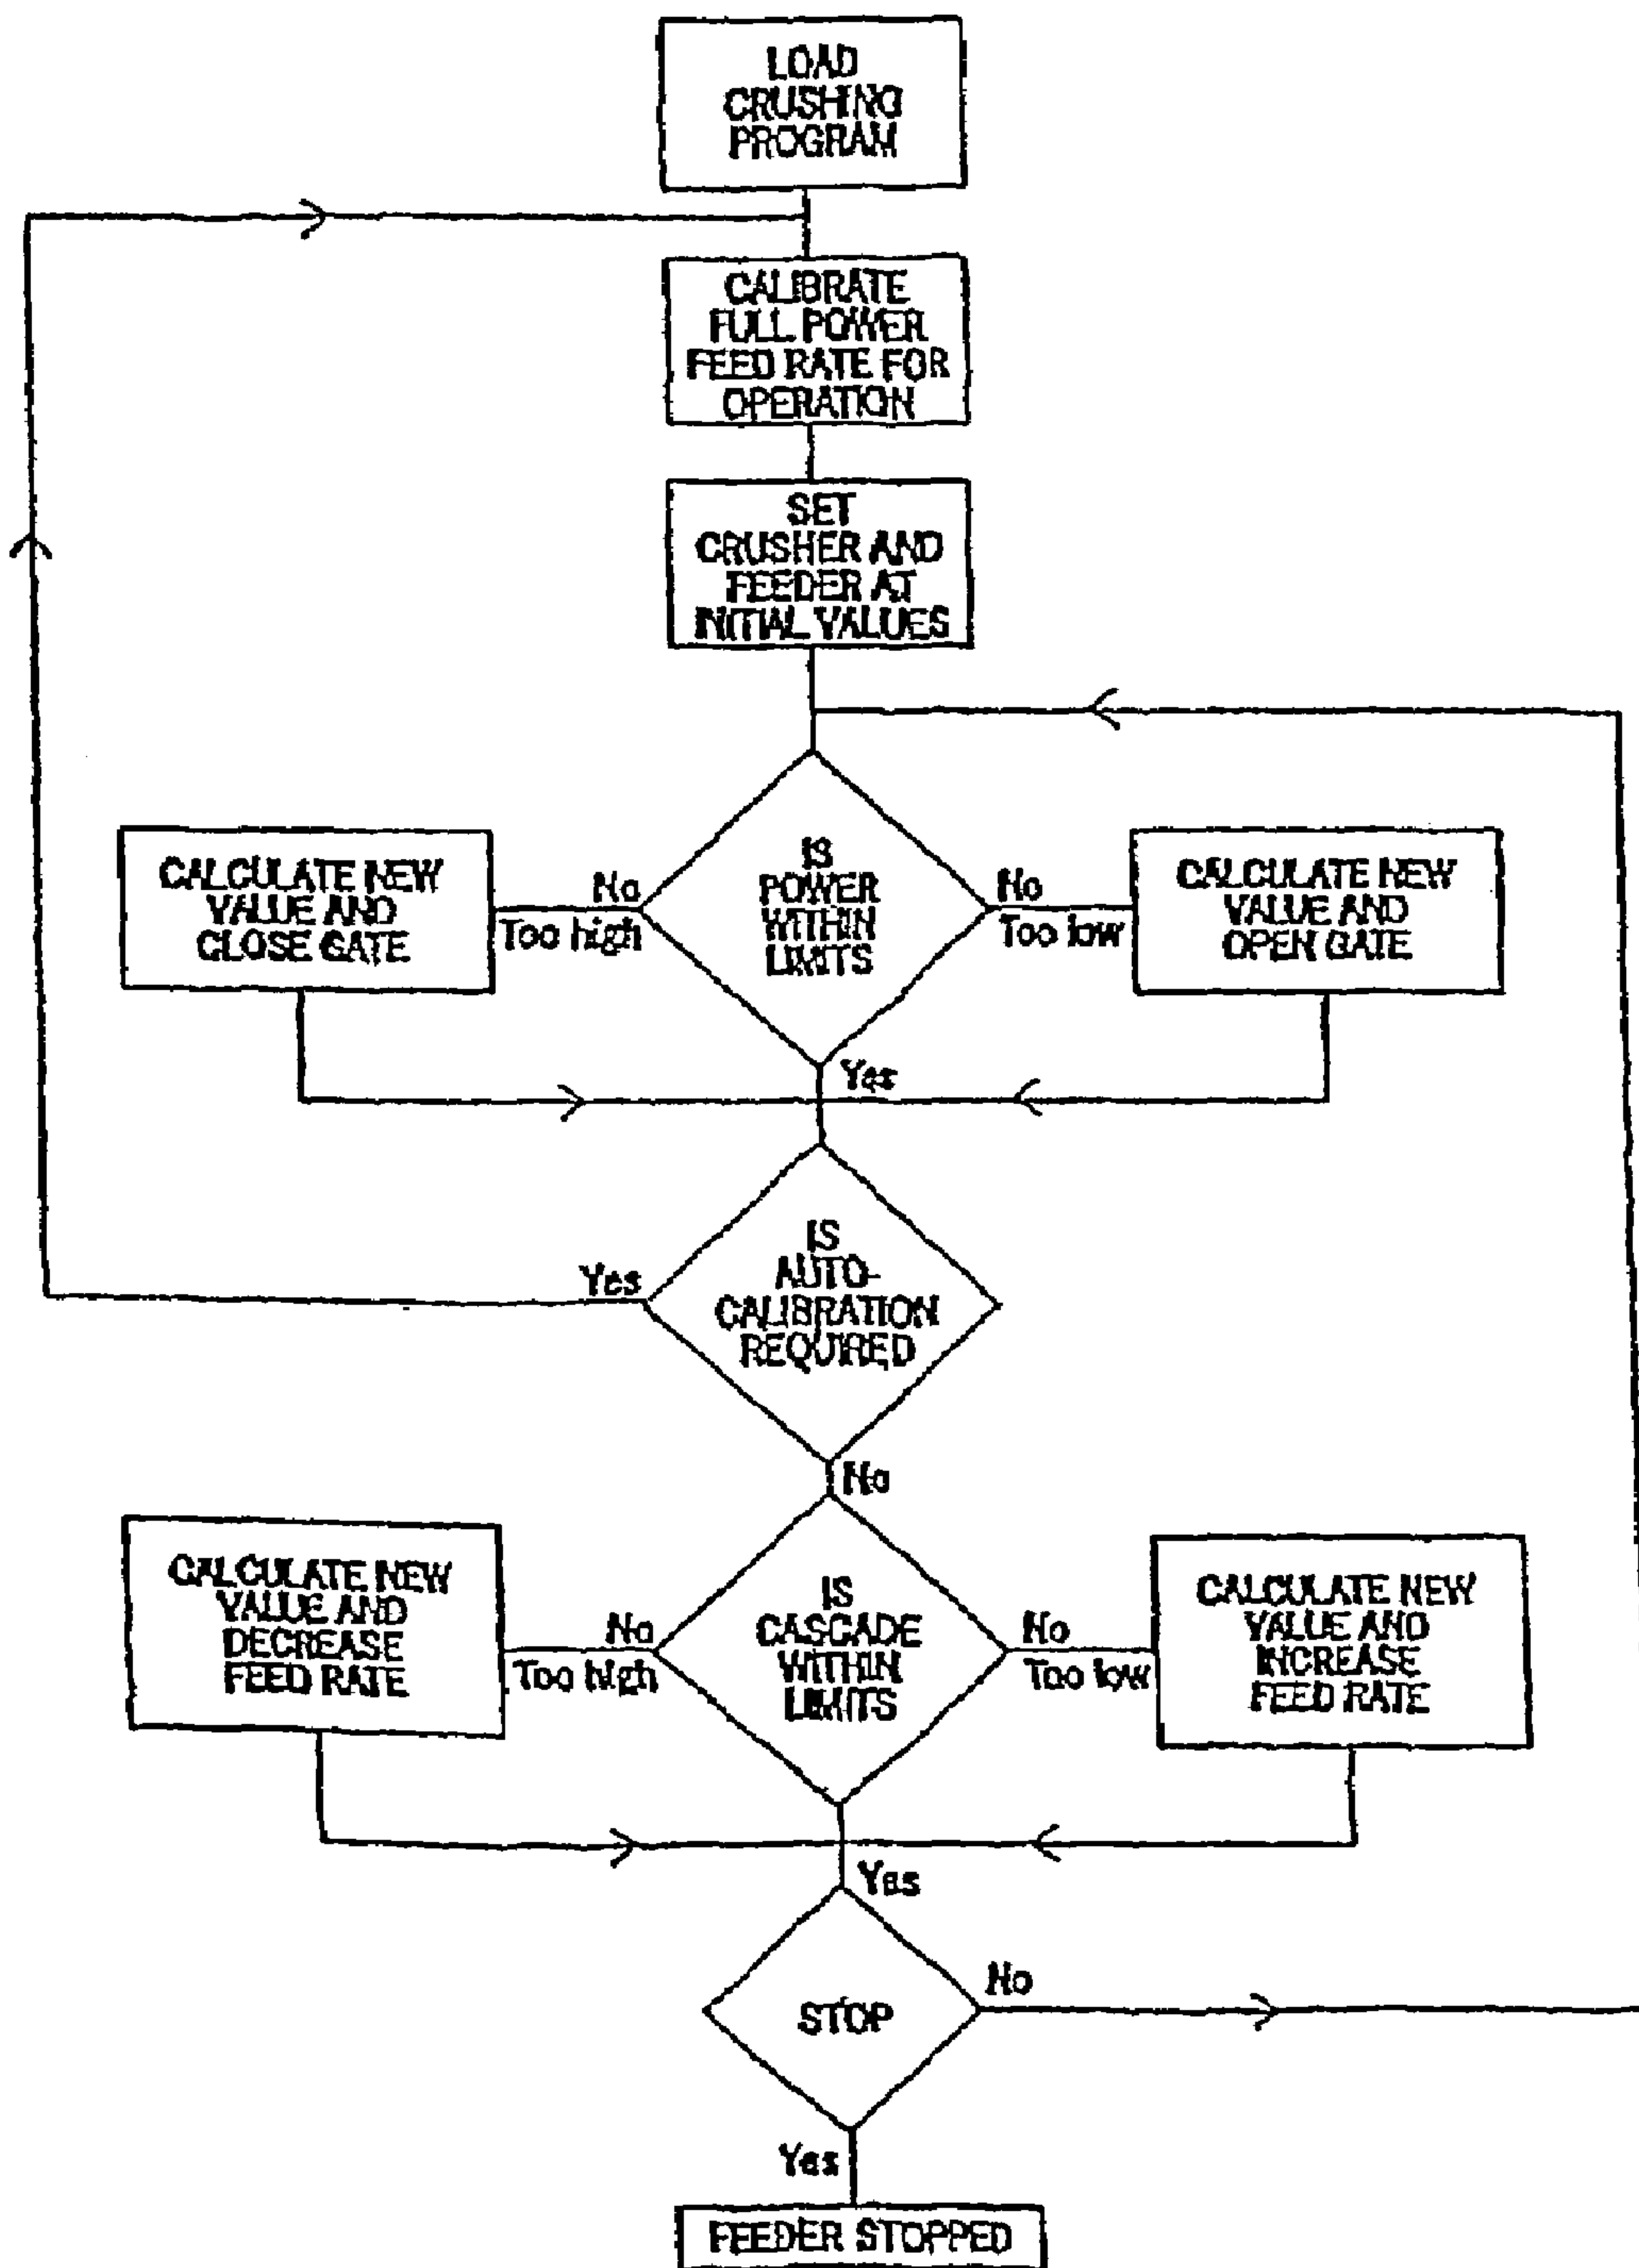 LOAD
CRUSHING
PROGRAM
CALIBRATE
FULL POWER
FEED RATE FOR
OPERATION
SET
CRUSHER AND
FEEDER AT
INITIAL VALUES
CALCULATE NEW
VALUE AND
CLOSE GATE
No
Too high
IS
POWER
WITHIN
LIMITS
No
Too low
CALCULATE NEW
VALUE AND
OPEN GATE
Yes
Yes
IS
AUTO-
CALIBRATION
REQUIRED
No
CALCULATE NEW
VALUE AND
DECREASE
FEED RATE
No
Too high
IS
CASCADE
WITHIN
LIMITS
No
Too low
CALCULATE NEW
VALUE AND
INCREASE
FEED RATE
Yes
STOP
No
Yes
FEEDER STOPPED